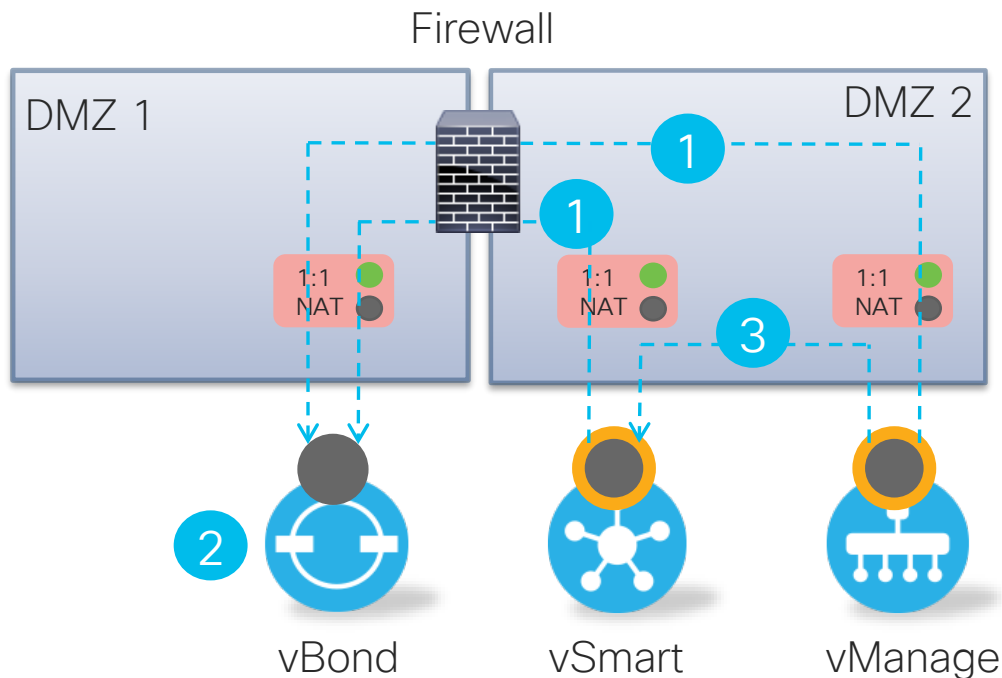 Firewall
DMZ 1
DMZ 2
1
1
1:1
NAT
1:1
NAT
1:1
NAT
3
2
vBond
vSmart
vManage